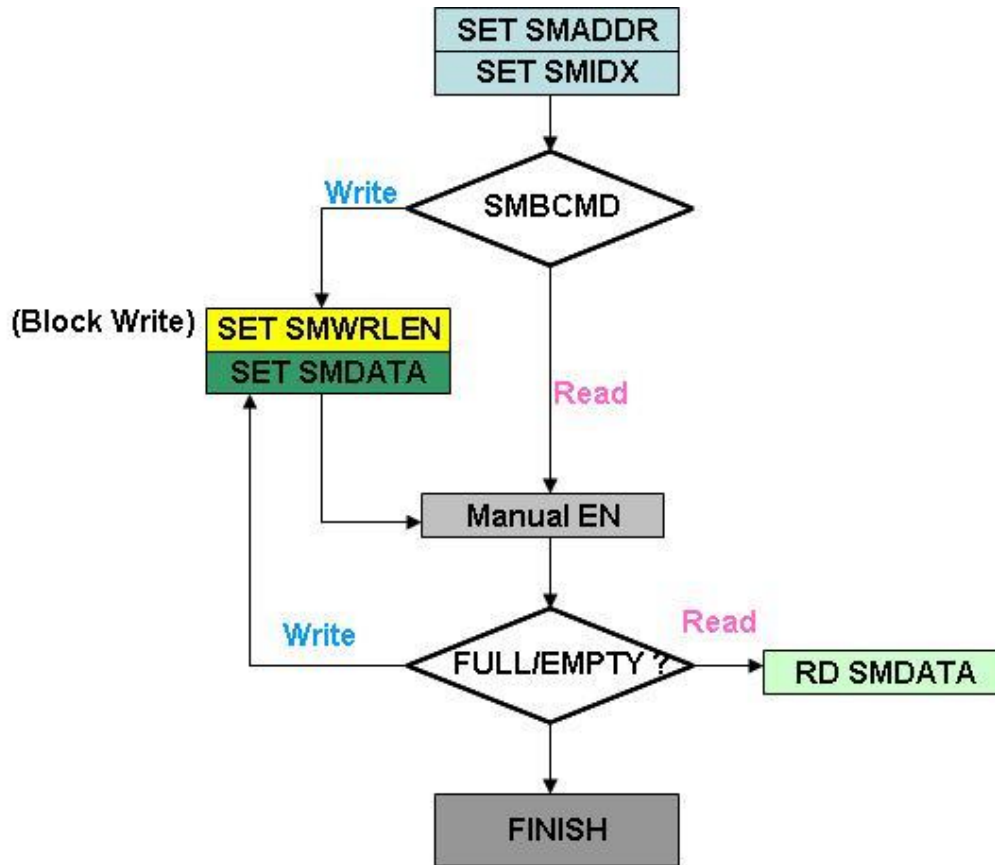 SET SMADDR
SET SMIDX
Write
SMBCMD
(Block Write)
SET SMWRLEN
SET SMDATA
Read
Manual EN
Write
FULL/EMPTY ?
Read
RD SMDATA
FINISH